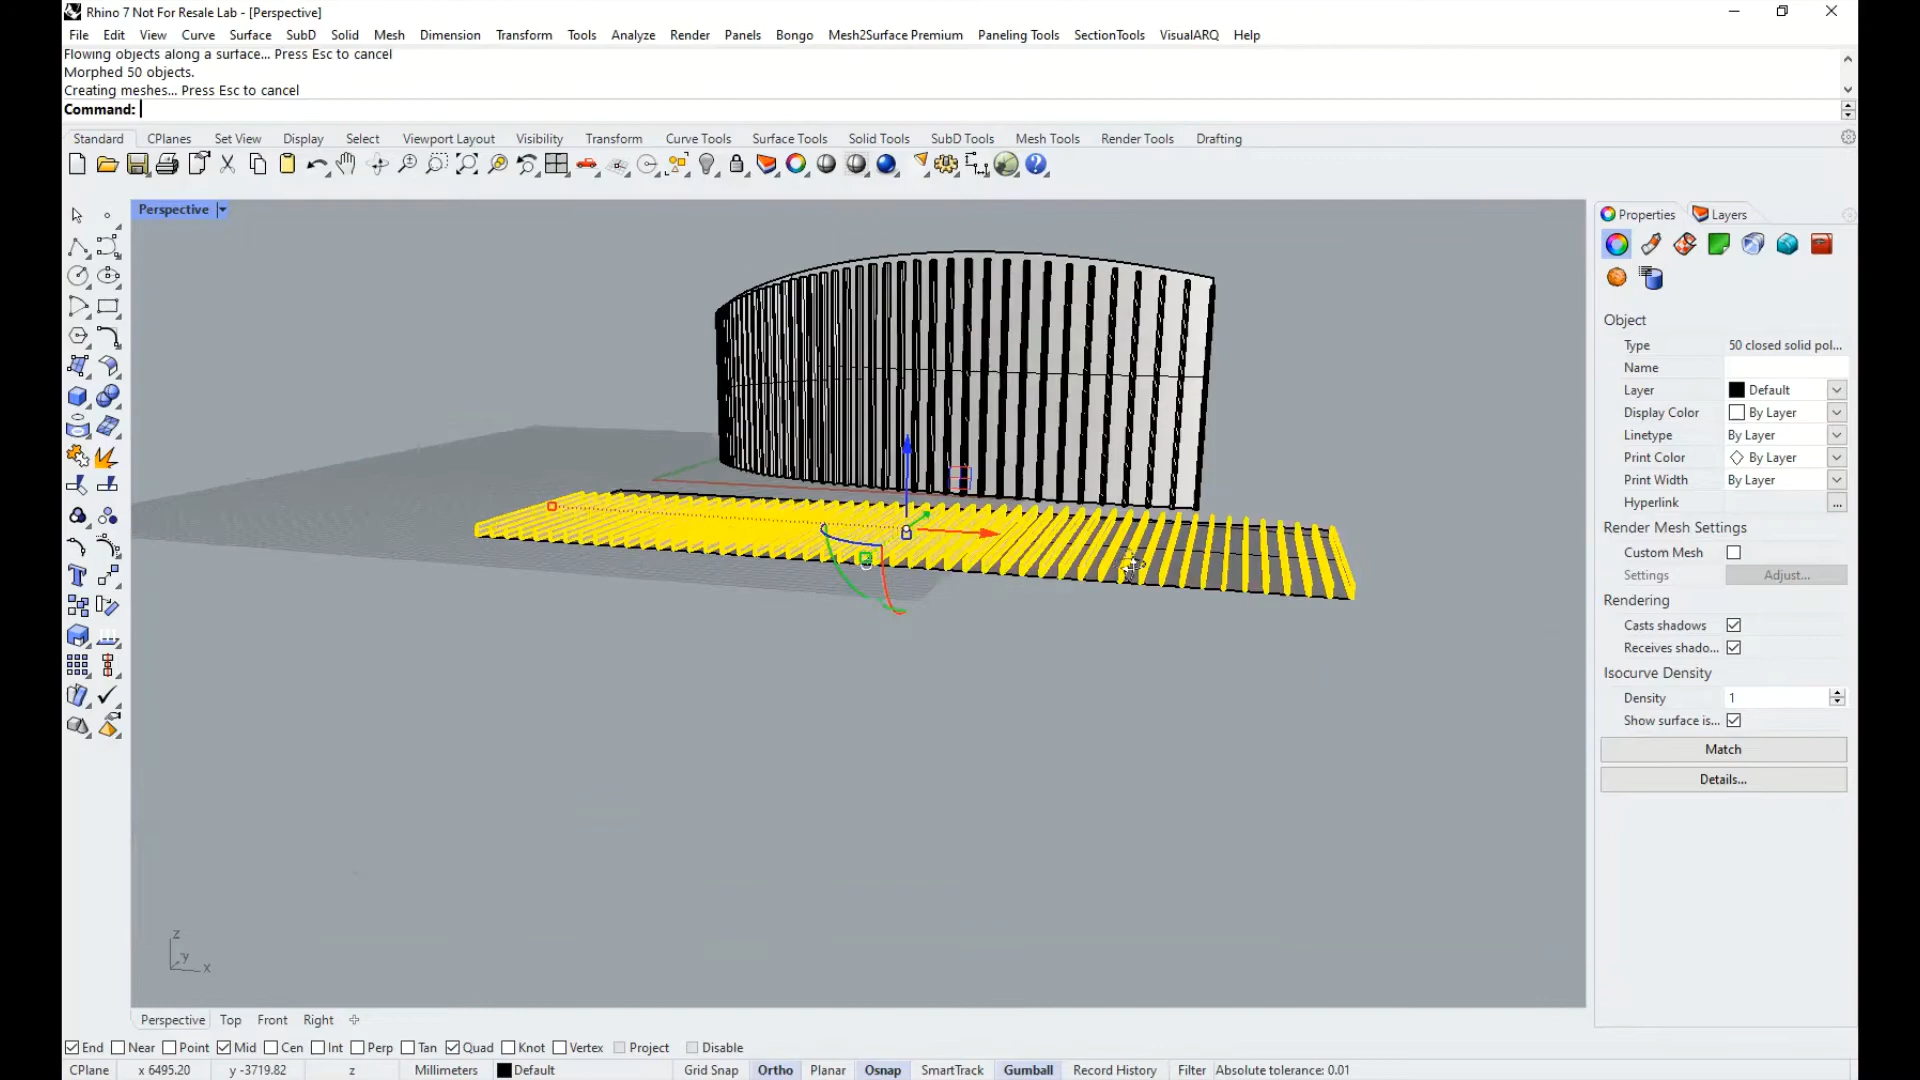 Rhino 7 Not For Resale Lab - [Perspective]
File Edit View Curve Surface SubD Solid Mesh Dimension Transform Tools Analyze Render Panels Bongo Mesh2Surface Premium Paneling Tools SectionTools VisualARQ Help
Flowing objects along a surface... Press Esc to cancel
Morphed 50 objects.
Creating meshes... Press Esc to cancel
Command:
Standard CPlanes Set View Display Select Viewport Layout Visibility Transform Curve Tools Surface Tools Solid Tools SubD Tools Mesh Tools Render Tools Drafting
Perspective
Properties Layers
Object
Type 50 closed solid pol...
Name
Layer Default
Display Color By Layer
Linetype By Layer
Print Color By Layer
Print Width By Layer
Hyperlink ...
Render Mesh Settings
Custom Mesh
Settings Adjust...
Rendering
Casts shadows
Receives shado...
Isocurve Density
Density 1
Show surface is...
Match
Details...
z
y
x
Perspective Top Front Right
End Near Point Mid Cen Int Perp Tan Quad Knot Vertex Project Disable
CPlane x 6495.20 y -3719.82 z Millimeters Default Grid Snap Ortho Planar Osnap SmartTrack Gumball Record History Filter Absolute tolerance: 0.01